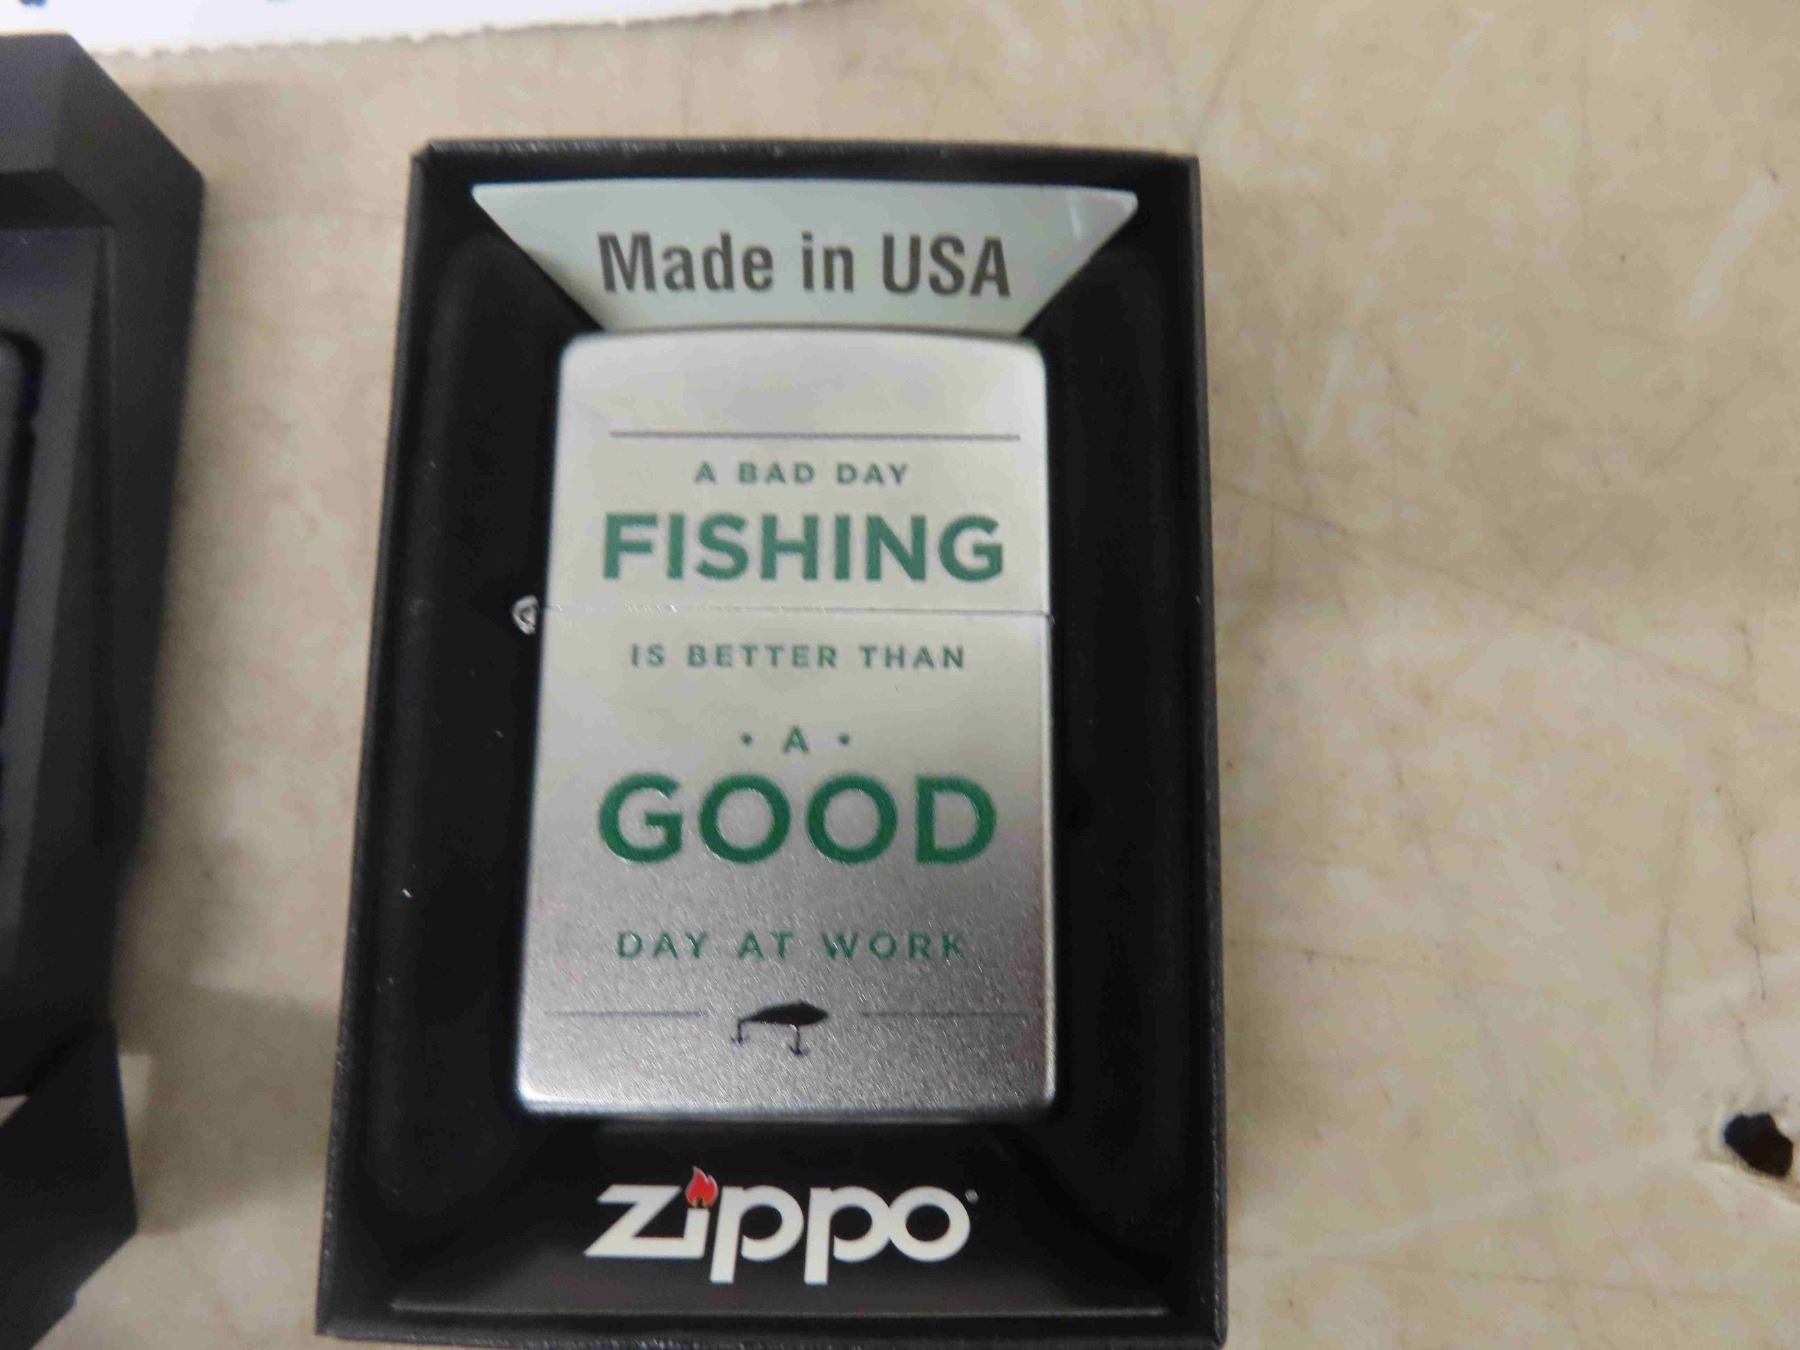 Made in USA
A BAD DAY
FISHING
IS BETTER THAN
• A •
GOOD
DAY AT WORK
zippo®